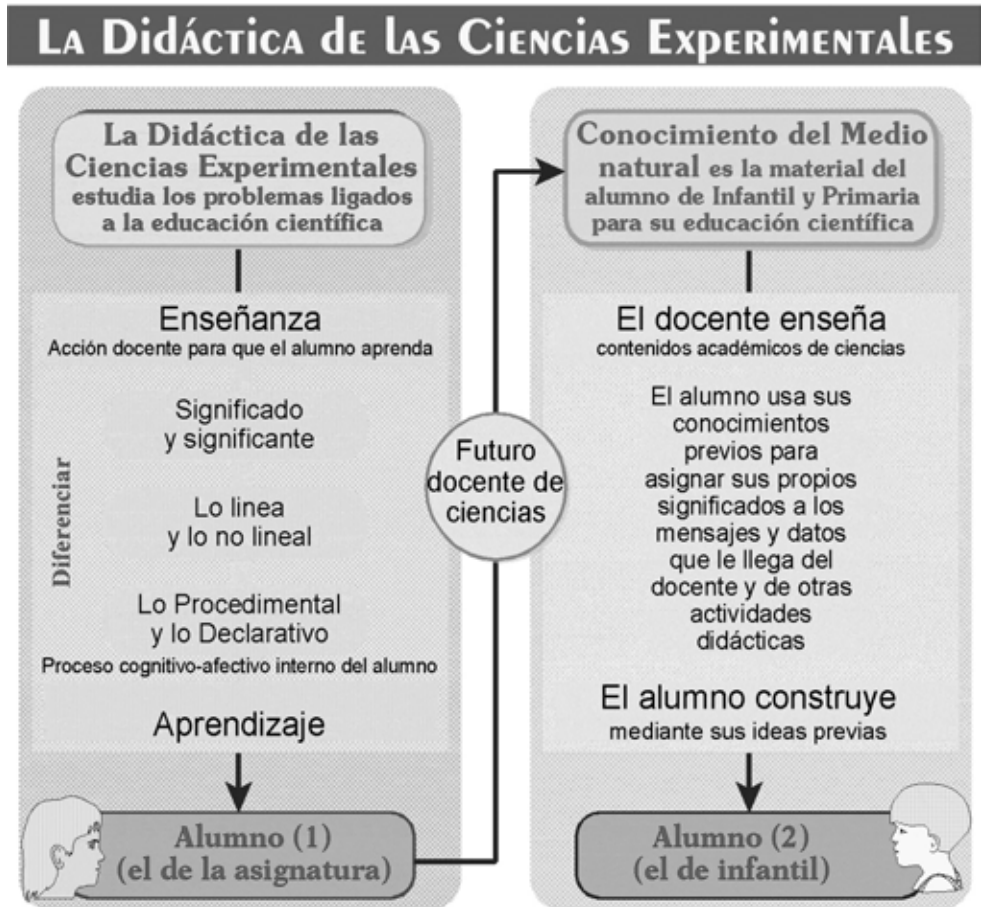 La Didáctica de las Ciencias Experimentales
La Didáctica de las
Ciencias Experimentales
estudia los problemas ligados
a la educación científica
Enseñanza
Acción docente para que el alumno aprenda
Diferenciar
Significado
y significante
Lo linea
y lo no lineal
Lo Procedimental
y lo Declarativo
Proceso cognitivo-afectivo interno del alumno
Aprendizaje
Alumno (1)
(el de la asignatura)
Futuro
docente de
ciencias
Conocimiento del Medio
natural es la material del
alumno de Infantil y Primaria
para su educación científica
El docente enseña
contenidos académicos de ciencias
El alumno usa sus
conocimientos
previos para
asignar sus propios
significados a los
mensajes y datos
que le llega del
docente y de otras
actividades
didácticas
El alumno construye
mediante sus ideas previas
Alumno (2)
(el de infantil)